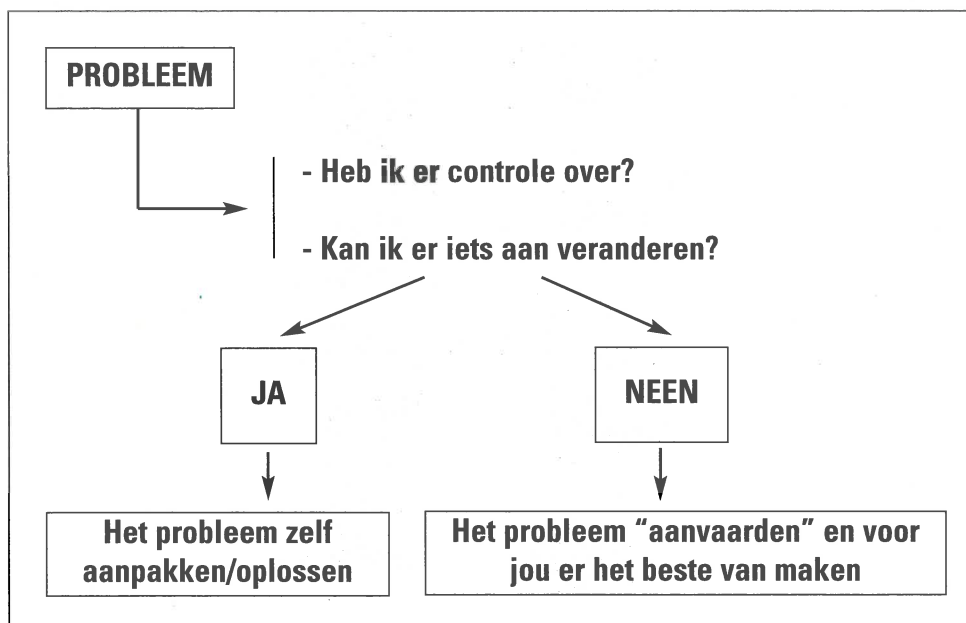 PROBLEEM
- Heb ik er controle over?
- Kan ik er iets aan veranderen?
JA
NEEN
Het probleem zelf
aanpakken/oplossen
Het probleem “aanvaarden” en voor
jou er het beste van maken